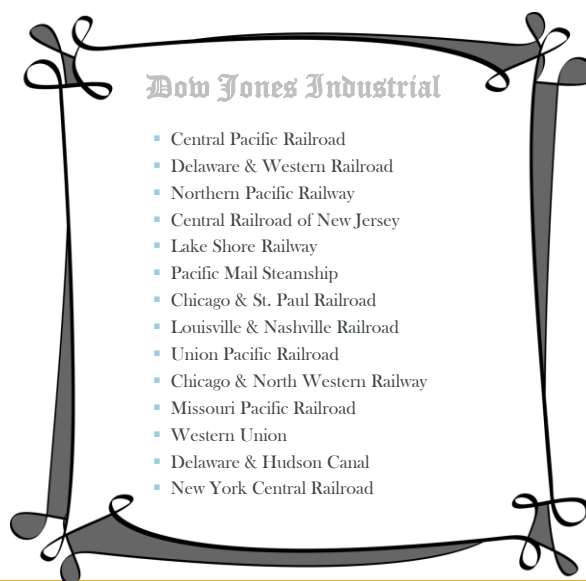 Dow Jones Industrial
Central Pacific Railroad
Delaware & Western Railroad
Northern Pacific Railway
Central Railroad of New Jersey
Lake Shore Railway
Pacific Mail Steamship
Chicago & St. Paul Railroad
Louisville & Nashville Railroad
Union Pacific Railroad
Chicago & North Western Railway
Missouri Pacific Railroad
Western Union
Delaware & Hudson Canal
New York Central Railroad